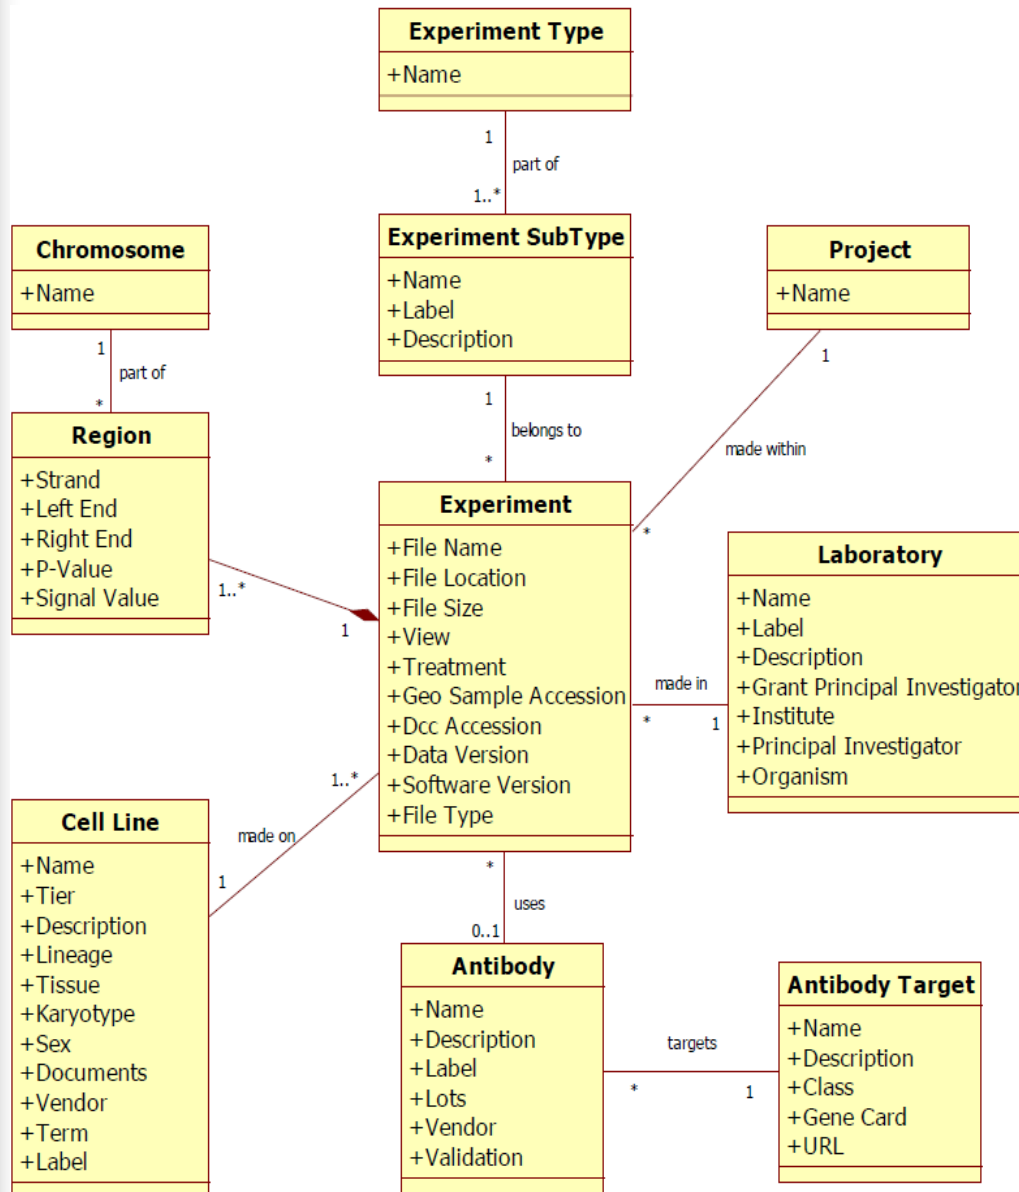 Experiment Type
+Name
1
part of
1..*
Experiment SubType
+Name
+Label
+Description
Chromosome
+Name
Project
+Name
1
part of
*
1
belongs to
*
1
made within
*
Region
+Strand
+Left End
+Right End
+P-Value
+Signal Value
1..*
1
Experiment
+File Name
+File Location
+File Size
+View
+Treatment
+Geo Sample Accession
+Dcc Accession
+Data Version
+Software Version
+File Type
Laboratory
+Name
+Label
+Description
+Grant Principal Investigator
+Institute
+Principal Investigator
+Organism
made in
*
1
1..*
made on
1
Cell Line
+Name
+Tier
+Description
+Lineage
+Tissue
+Karyotype
+Sex
+Documents
+Vendor
+Term
+Label
*
uses
0..1
Antibody
+Name
+Description
+Label
+Lots
+Vendor
+Validation
targets
*
1
Antibody Target
+Name
+Description
+Class
+Gene Card
+URL